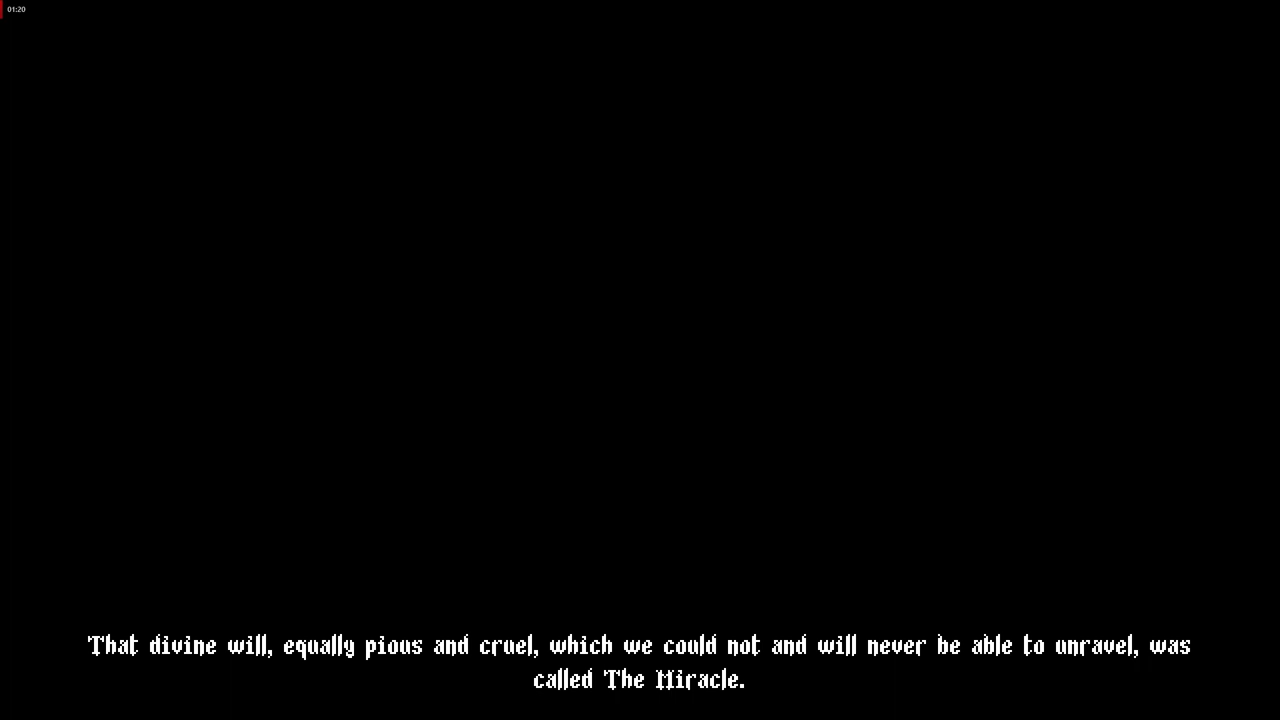 01:20
That divine will, equally pious and cruel, which we could not and will never be able to unravel, was
called The Miracle.